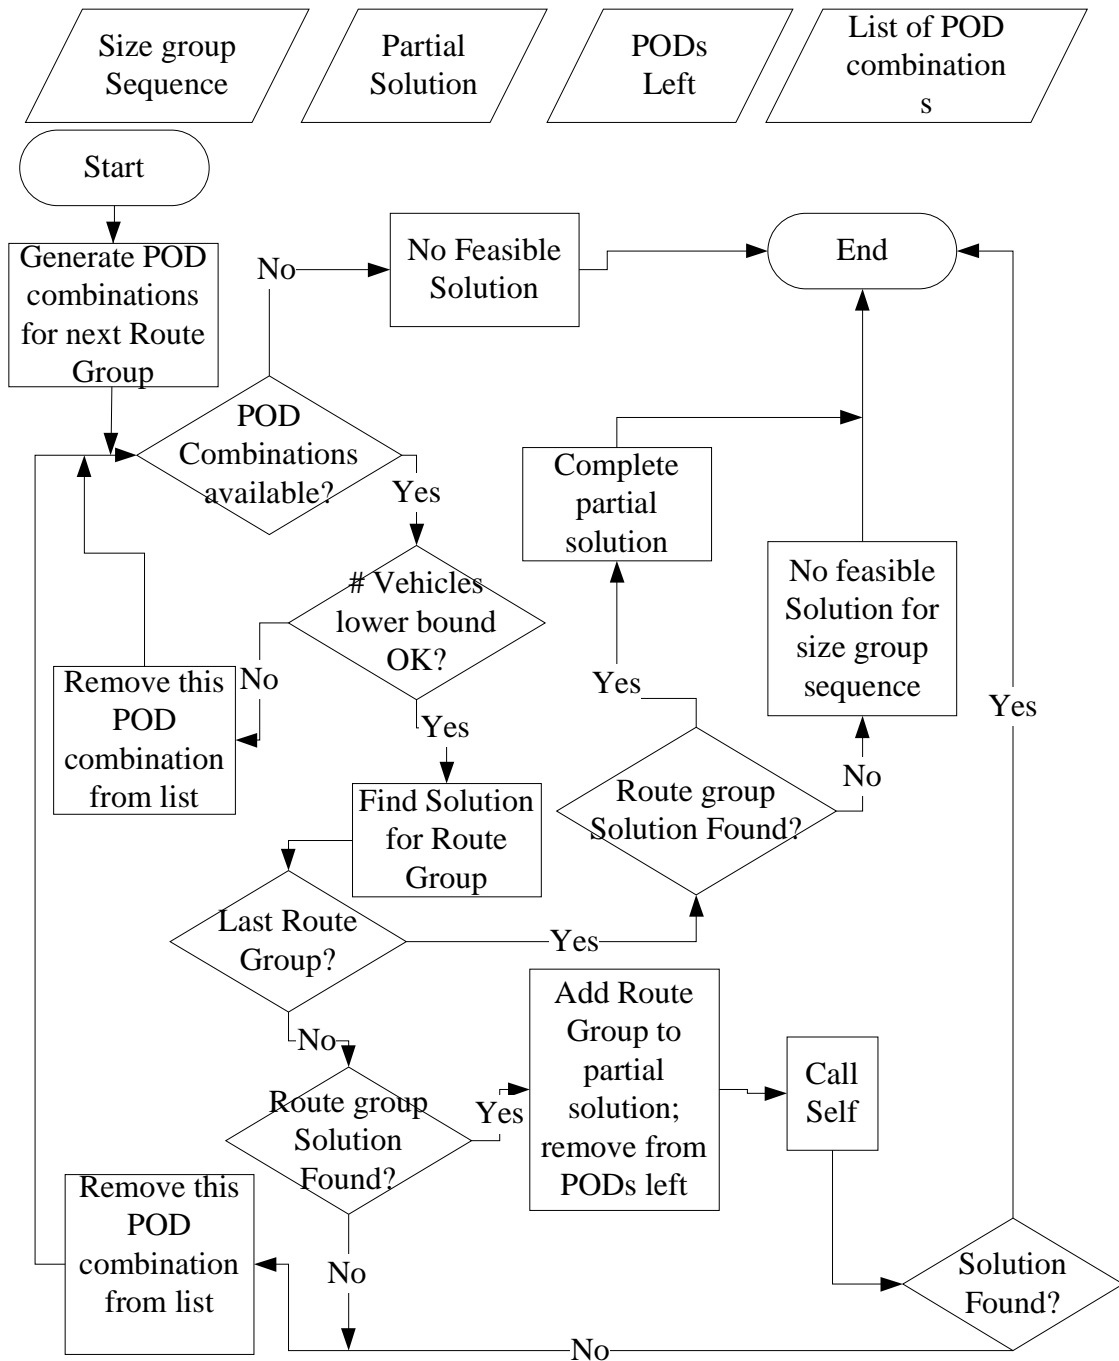 Size group
Sequence
Partial
Solution
PODs
Left
List of POD
combination
s
Start
Generate POD
combinations
for next Route
Group
No
No Feasible
Solution
End
POD
Combinations
available?
Yes
Complete
partial
solution
# Vehicles
lower bound
OK?
No feasible
Solution for
size group
sequence
No
Remove this
POD
combination
from list
Yes
Yes
Yes
No
Find Solution
for Route
Group
Route group
Solution Found?
Last Route
Group?
Yes
No
Add Route
Group to
partial
solution;
remove from
PODs left
Call
Self
Route group
Solution
Found?
Yes
Remove this
POD
combination
from list
No
Solution
Found?
No